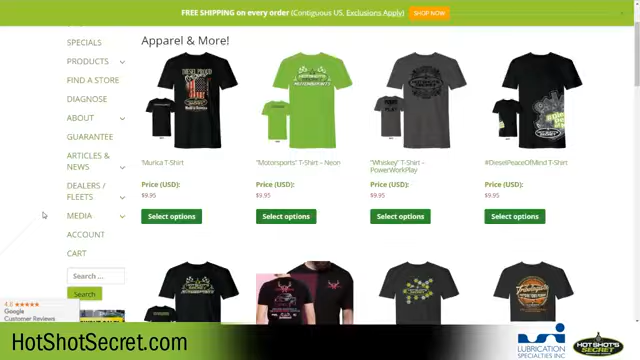 FREE SHIPPING on every order (Contiguous US, Exclusions Apply) SHOP NOW
SPECIALS
PRODUCTS
FIND A STORE
DIAGNOSE
ABOUT
GUARANTEE
ARTICLES &
NEWS
DEALERS /
FLEETS
MEDIA
ACCOUNT
CART
Search ...
Search
4.6
Google
Customer Reviews
Apparel & More!
'Murica T-Shirt
Price (USD):
$9.95
Select options
"Motorsports" T-Shirt – Neon
Price (USD):
$9.95
Select options
"Whiskey" T-Shirt –
PowerWorkPlay
Price (USD):
$9.95
Select options
#DieselPeaceOfMind T-Shirt
Price (USD):
$9.95
Select options
HotShotSecret.com
LUBRICATION
SPECIALTIES INC
HOT SHOT'S
SECRET